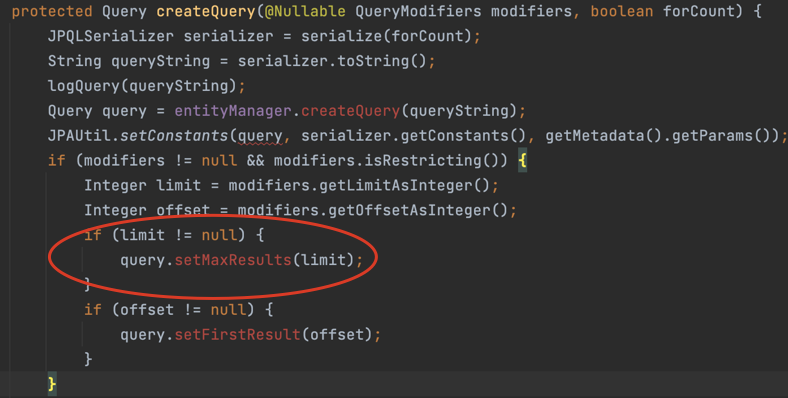 protected Query createQuery(@Nullable QueryModifiers modifiers, boolean forCount) {
    JPQLSerializer serializer = serialize(forCount);
    String queryString = serializer.toString();
    logQuery(queryString);
    Query query = entityManager.createQuery(queryString);
    JPAUtil.setConstants(query, serializer.getConstants(), getMetadata().getParams());
    if (modifiers != null && modifiers.isRestricting()) {
        Integer limit = modifiers.getLimitAsInteger();
        Integer offset = modifiers.getOffsetAsInteger();
        if (limit != null) {
            query.setMaxResults(limit);
        }
        if (offset != null) {
            query.setFirstResult(offset);
        }
    }